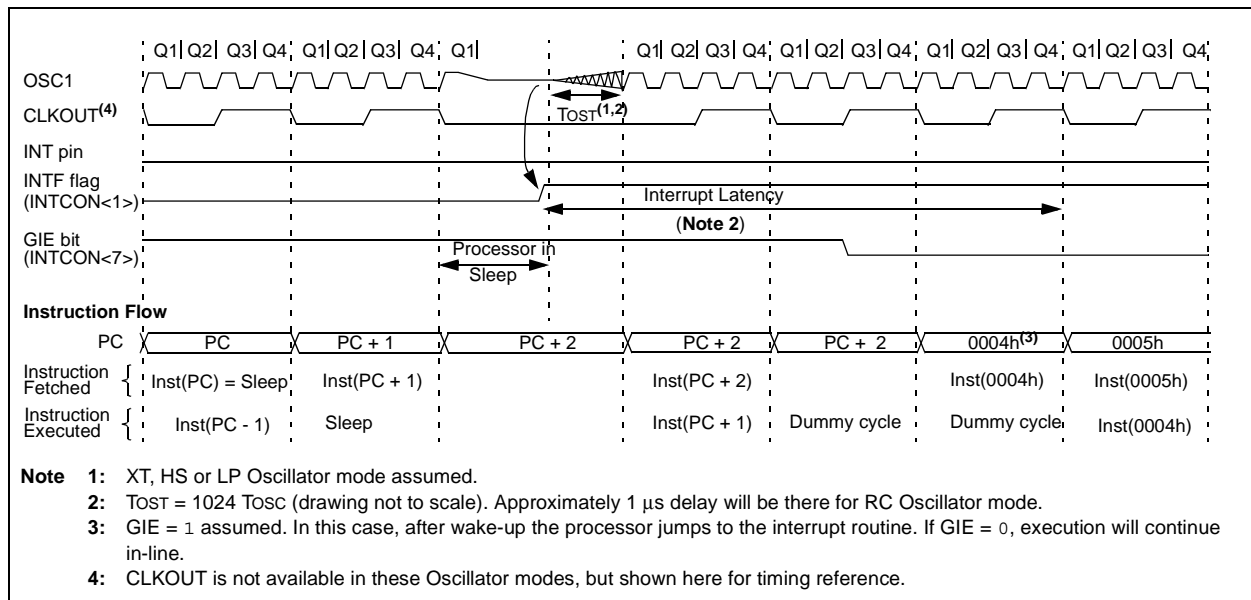 Q1| Q2| Q3| Q4| Q1| Q2| Q3| Q4| Q1| Q1| Q2| Q3| Q4| Q1| Q2| Q3| Q4| Q1| Q2| Q3| Q4| Q1| Q2| Q3| Q4
OSC1
CLKOUT(4)
TOST(1,2)
INT pin
INTF flag
(INTCON<1>)
Interrupt Latency
(Note 2)
GIE bit
(INTCON<7>)
Processor in
Sleep
Instruction Flow
PC PC PC + 1 PC + 2 PC + 2 PC + 2 0004h(3) 0005h
Instruction
Fetched { Inst(PC) = Sleep Inst(PC + 1) Inst(PC + 2) Inst(0004h) Inst(0005h)
Instruction
Executed { Inst(PC - 1) Sleep Inst(PC + 1) Dummy cycle Dummy cycle Inst(0004h)
Note 1: XT, HS or LP Oscillator mode assumed.
2: TOST = 1024 TOSC (drawing not to scale). Approximately 1 μs delay will be there for RC Oscillator mode.
3: GIE = 1 assumed. In this case, after wake-up the processor jumps to the interrupt routine. If GIE = 0, execution will continue
in-line.
4: CLKOUT is not available in these Oscillator modes, but shown here for timing reference.